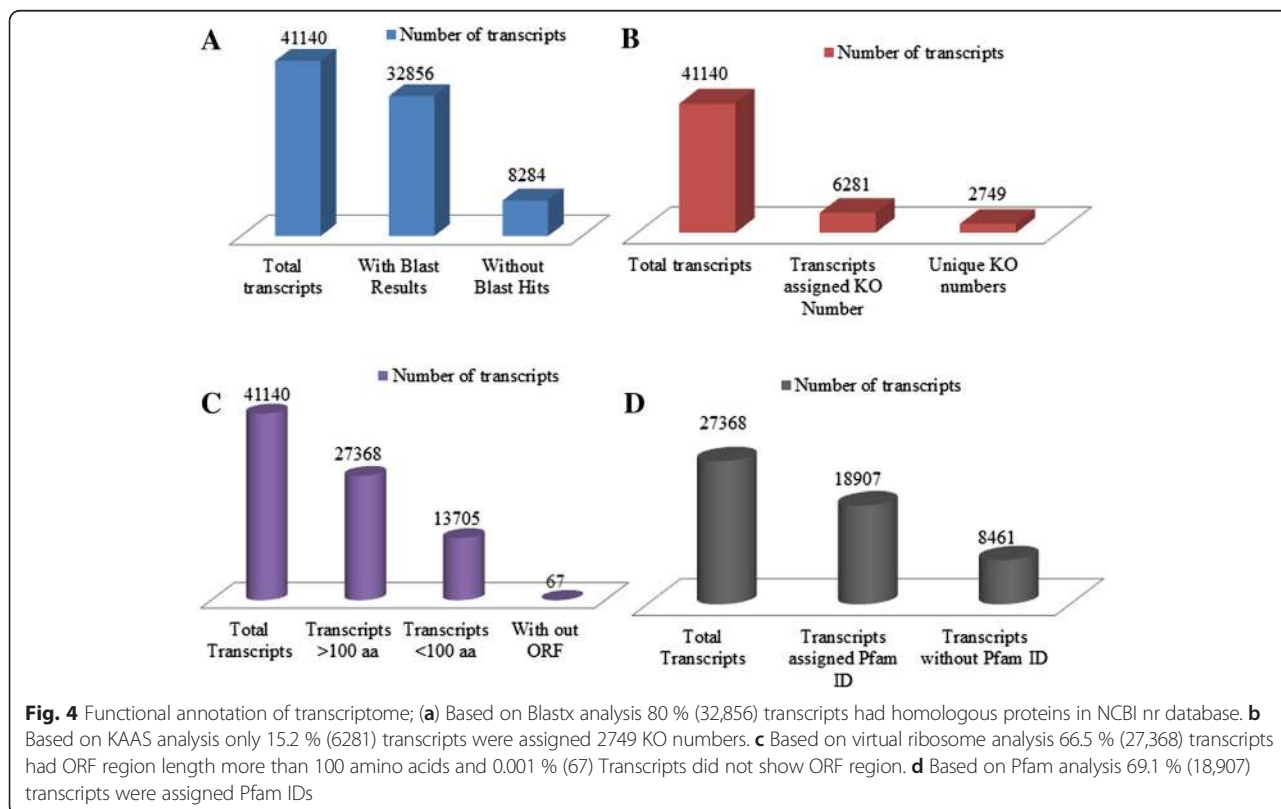 A
Number of transcripts
41140
32856
8284
Total transcripts
With Blast Results
Without Blast Hits
B
Number of transcripts
41140
6281
2749
Total transcripts
Transcripts assigned KO Number
Unique KO numbers
C
Number of transcripts
41140
27368
13705
67
Total Transcripts
Transcripts >100 aa
Transcripts <100 aa
With out ORF
D
Number of transcripts
27368
18907
8461
Total Transcripts
Transcripts assigned Pfam ID
Transcripts without Pfam ID
Fig. 4 Functional annotation of transcriptome; (a) Based on Blastx analysis 80 % (32,856) transcripts had homologous proteins in NCBI nr database. b
Based on KAAS analysis only 15.2 % (6281) transcripts were assigned 2749 KO numbers. c Based on virtual ribosome analysis 66.5 % (27,368) transcripts
had ORF region length more than 100 amino acids and 0.001 % (67) Transcripts did not show ORF region. d Based on Pfam analysis 69.1 % (18,907)
transcripts were assigned Pfam IDs